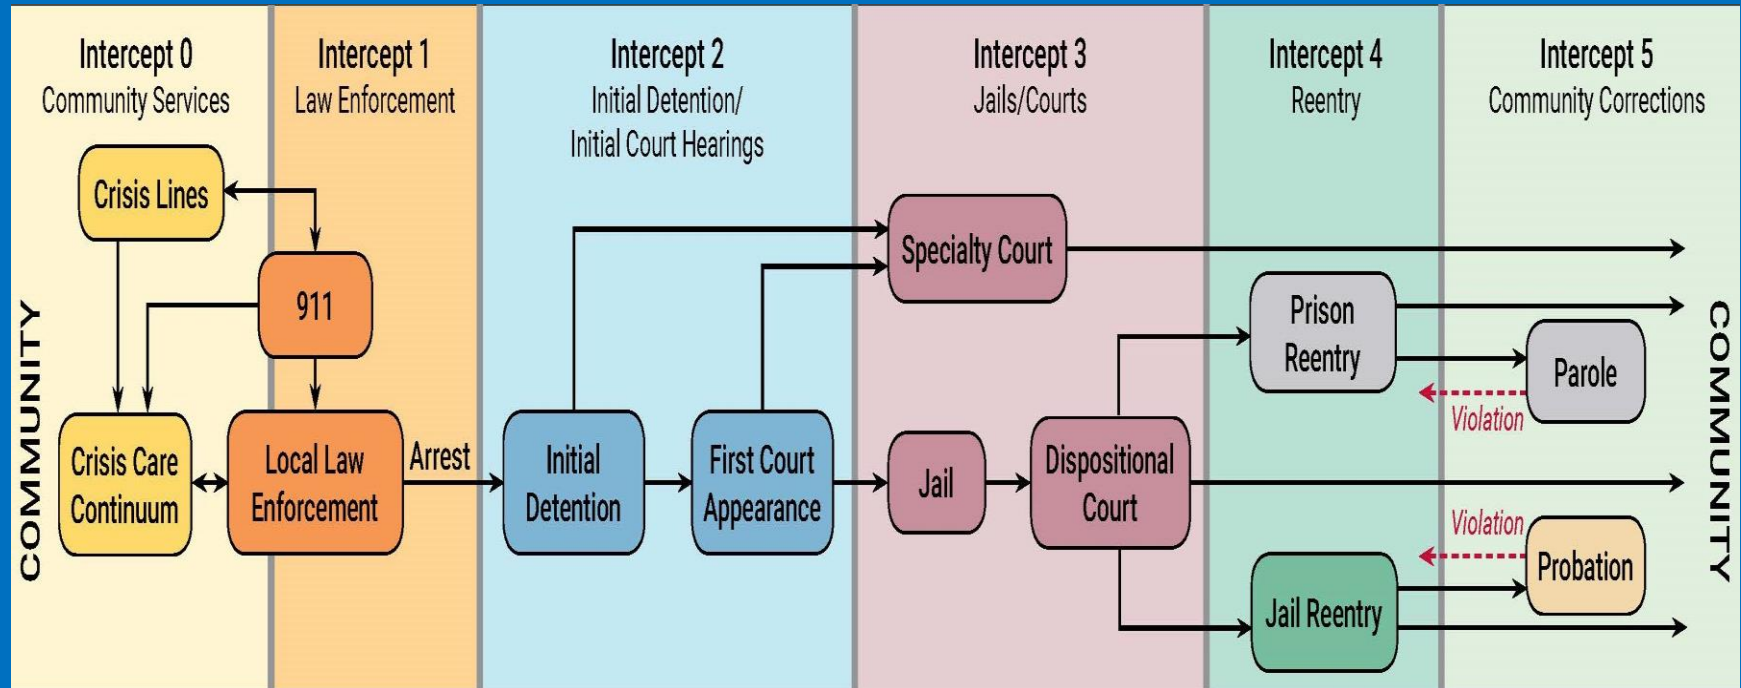 Intercept 0
Community Services
Intercept 1
Law Enforcement
Intercept 2
Initial Detention/
Initial Court Hearings
Intercept 3
Jails/Courts
Intercept 4
Reentry
Intercept 5
Community Corrections
COMMUNITY
Crisis Lines
911
Crisis Care
Continuum
Local Law
Enforcement
Arrest
Initial
Detention
First Court
Appearance
Specialty Court
Jail
Dispositional
Court
Prison
Reentry
Jail Reentry
Parole
Violation
Violation
Probation
COMMUNITY